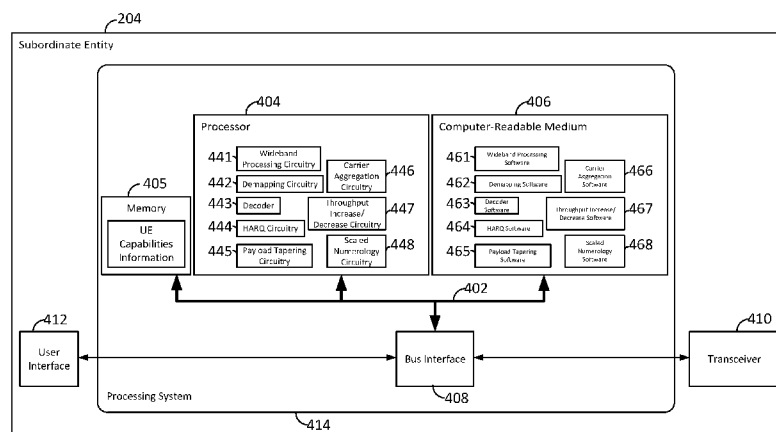 204
Subordinate Entity
404
Processor
441
Wideband
Processing Circuitry
442
Demapping Circuitry
443
Decoder
444
HARQ Circuitry
445
Payload Tapering
Circuitry
Carrier
Aggregation
Circuitry
446
Throughput Increase/
Decrease Circuitry
447
Scaled
Numerology
Circuitry
448
406
Computer-Readable Medium
461
Wideband Processing Software
462
Demapping Software
463
Decoder
Software
464
HARQ Software
465
Payload Tapering
Software
Carrier
Aggregation
Software
466
Throughput Increase/
Decrease Software
467
Scaled
Numerology
Software
468
405
Memory
UE
Capabilities
Information
402
412
User
Interface
Bus Interface
408
410
Transceiver
Processing System
414